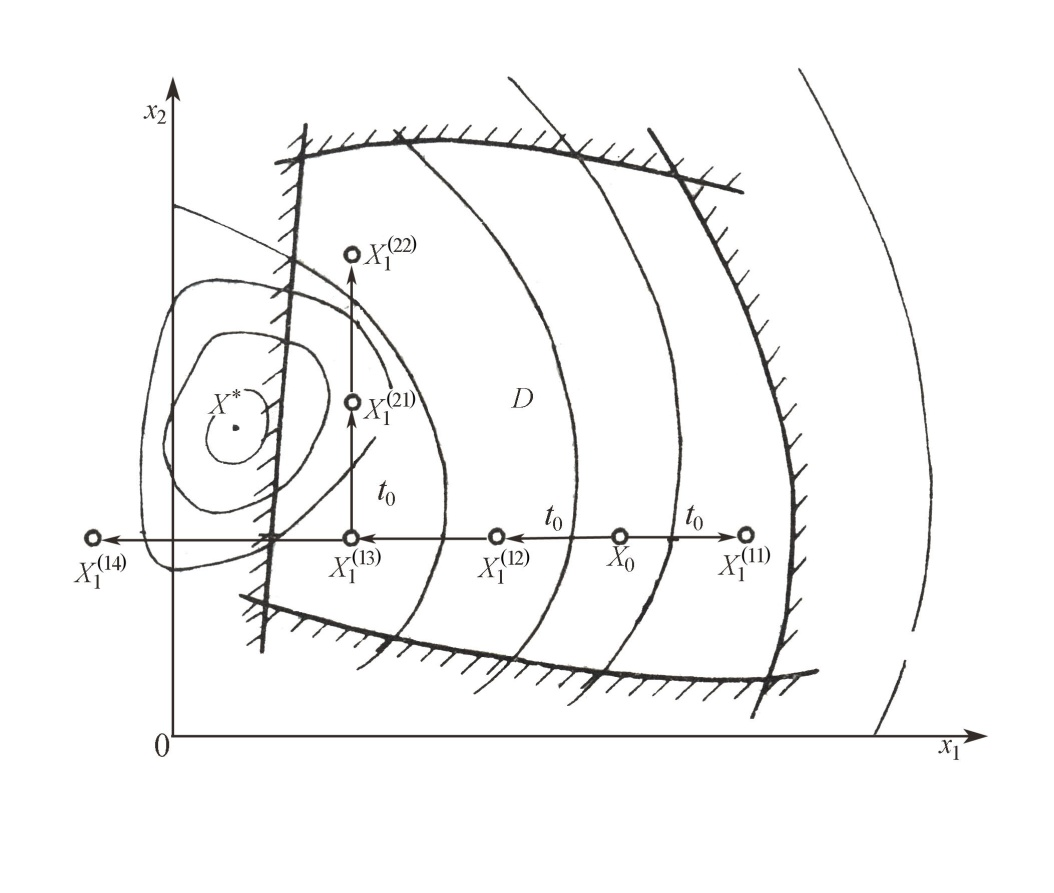 x₂
X₁⁽²²⁾
X*
X₁⁽²¹⁾
D
t₀
t₀
t₀
X₁⁽¹⁴⁾
X₁⁽¹³⁾
X₁⁽¹²⁾
X₀
X₁⁽¹¹⁾
0
x₁